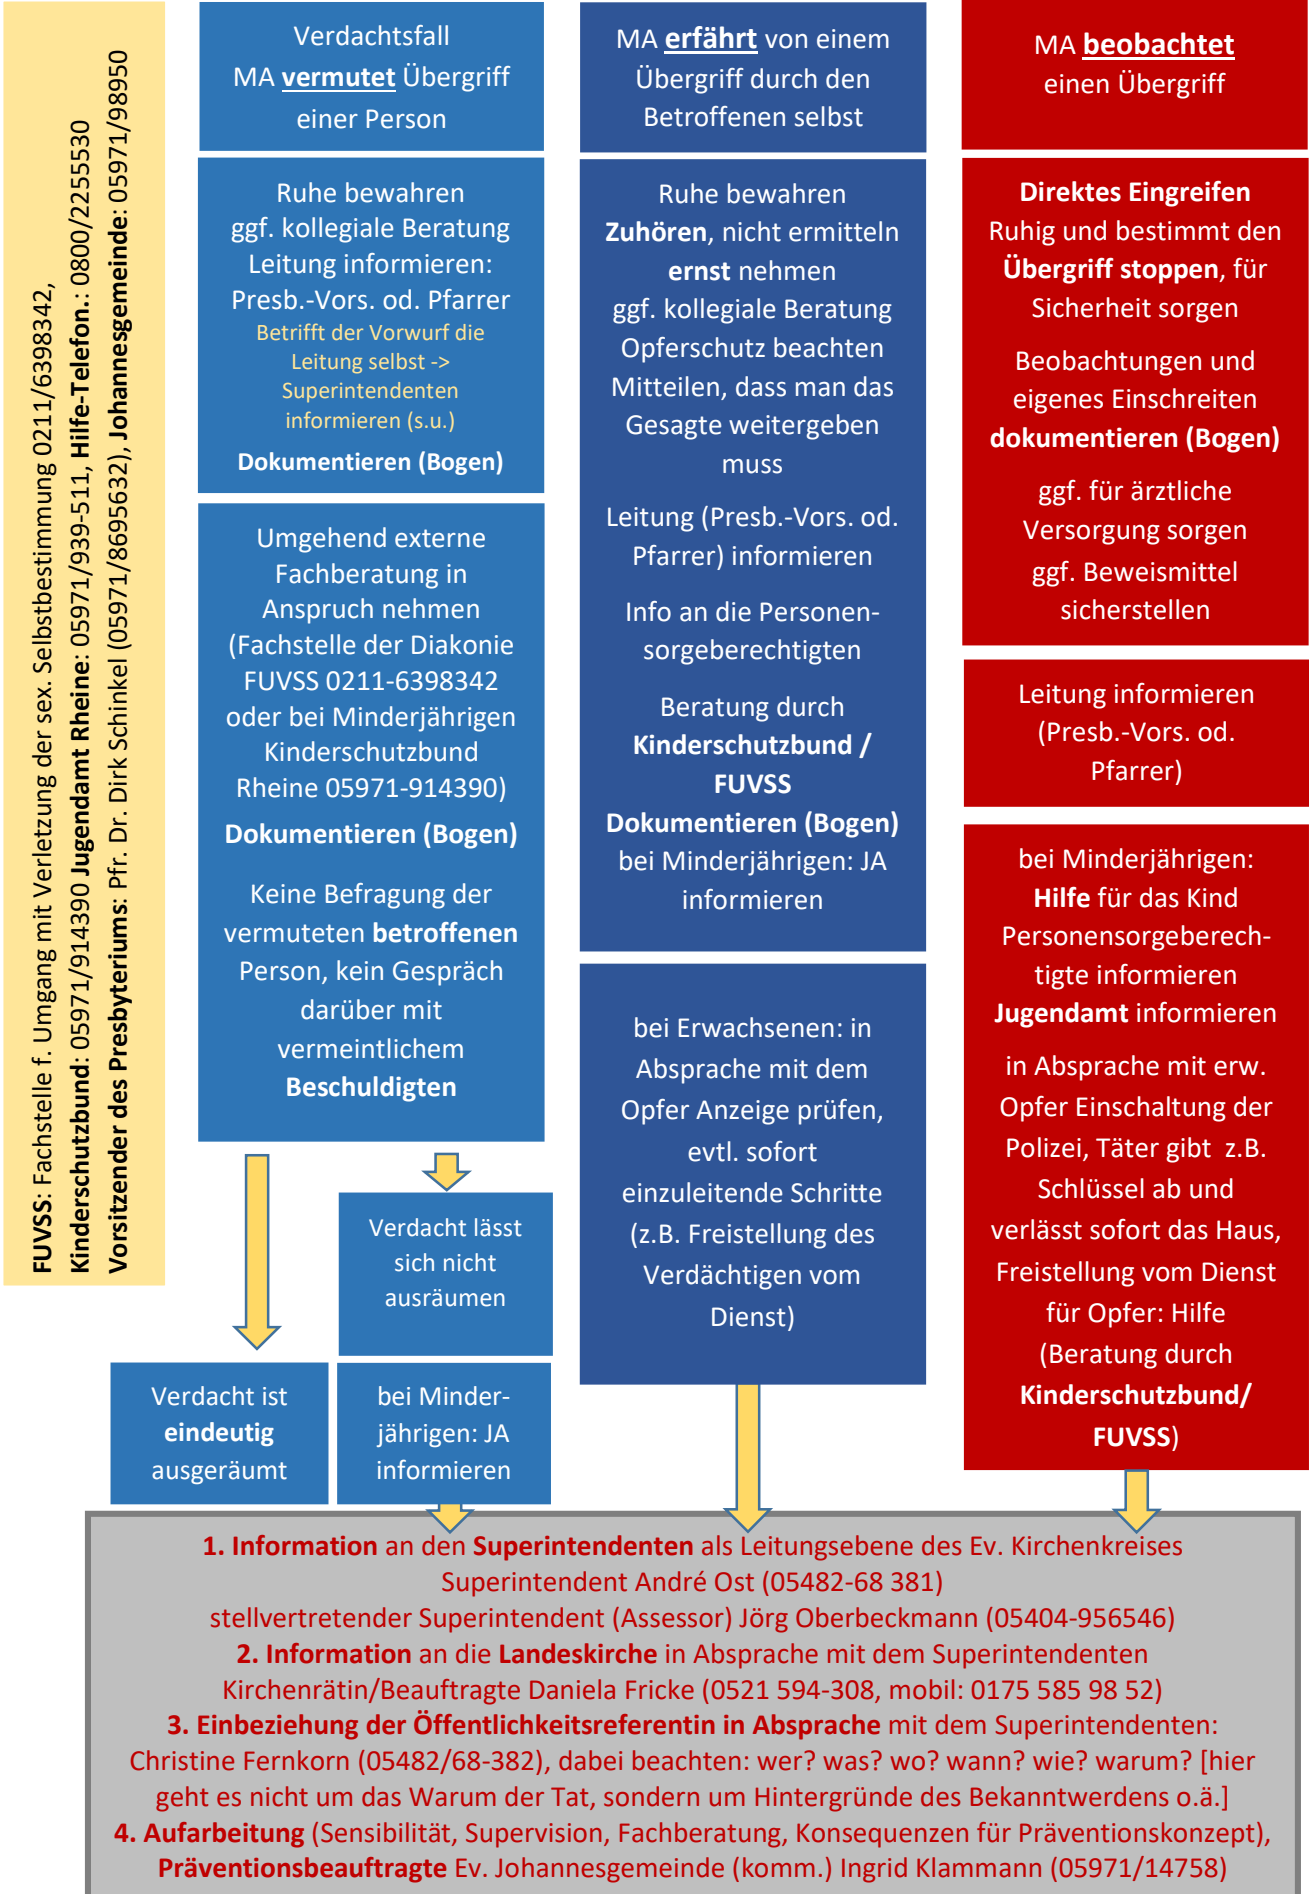 FUVSS: Fachstelle f. Umgang mit Verletzung der sex. Selbstbestimmung 0211/6398342,
Kinderschutzbund: 05971/914390 Jugendamt Rheine: 05971/939-511, Hilfe-Telefon.: 0800/2255530
Vorsitzender des Presbyteriums: Pfr. Dr. Dirk Schinkel (05971/8695632), Johannesgemeinde: 05971/98950
Verdachtsfall
MA vermutet Übergriff
einer Person
Ruhe bewahren
ggf. kollegiale Beratung
Leitung informieren:
Presb.-Vors. od. Pfarrer
Betrifft der Vorwurf die
Leitung selbst ->
Superintendenten
informieren (s.u.)
Dokumentieren (Bogen)
Umgehend externe
Fachberatung in
Anspruch nehmen
(Fachstelle der Diakonie
FUVSS 0211-6398342
oder bei Minderjährigen
Kinderschutzbund
Rheine 05971-914390)
Dokumentieren (Bogen)
Keine Befragung der
vermuteten betroffenen
Person, kein Gespräch
darüber mit
vermeintlichem
Beschuldigten
Verdacht lässt
sich nicht
ausräumen
Verdacht ist
eindeutig
ausgeräumt
bei Minder-
jährigen: JA
informieren
MA erfährt von einem
Übergriff durch den
Betroffenen selbst
Ruhe bewahren
Zuhören, nicht ermitteln
ernst nehmen
ggf. kollegiale Beratung
Opferschutz beachten
Mitteilen, dass man das
Gesagte weitergeben
muss
Leitung (Presb.-Vors. od.
Pfarrer) informieren
Info an die Personen-
sorgeberechtigten
Beratung durch
Kinderschutzbund /
FUVSS
Dokumentieren (Bogen)
bei Minderjährigen: JA
informieren
bei Erwachsenen: in
Absprache mit dem
Opfer Anzeige prüfen,
evtl. sofort
einzuleitende Schritte
(z.B. Freistellung des
Verdächtigen vom
Dienst)
MA beobachtet
einen Übergriff
Direktes Eingreifen
Ruhig und bestimmt den
Übergriff stoppen, für
Sicherheit sorgen
Beobachtungen und
eigenes Einschreiten
dokumentieren (Bogen)
ggf. für ärztliche
Versorgung sorgen
ggf. Beweismittel
sicherstellen
Leitung informieren
(Presb.-Vors. od.
Pfarrer)
bei Minderjährigen:
Hilfe für das Kind
Personensorgeberech-
tigte informieren
Jugendamt informieren
in Absprache mit erw.
Opfer Einschaltung der
Polizei, Täter gibt z.B.
Schlüssel ab und
verlässt sofort das Haus,
Freistellung vom Dienst
für Opfer: Hilfe
(Beratung durch
Kinderschutzbund/
FUVSS)
1. Information an den Superintendenten als Leitungsebene des Ev. Kirchenkreises
Superintendent André Ost (05482-68 381)
stellvertretender Superintendent (Assessor) Jörg Oberbeckmann (05404-956546)
2. Information an die Landeskirche in Absprache mit dem Superintendenten
Kirchenrätin/Beauftragte Daniela Fricke (0521 594-308, mobil: 0175 585 98 52)
3. Einbeziehung der Öffentlichkeitsreferentin in Absprache mit dem Superintendenten:
Christine Fernkorn (05482/68-382), dabei beachten: wer? was? wo? wann? wie? warum? [hier
geht es nicht um das Warum der Tat, sondern um Hintergründe des Bekanntwerdens o.ä.]
4. Aufarbeitung (Sensibilität, Supervision, Fachberatung, Konsequenzen für Präventionskonzept),
Präventionsbeauftragte Ev. Johannesgemeinde (komm.) Ingrid Klammann (05971/14758)